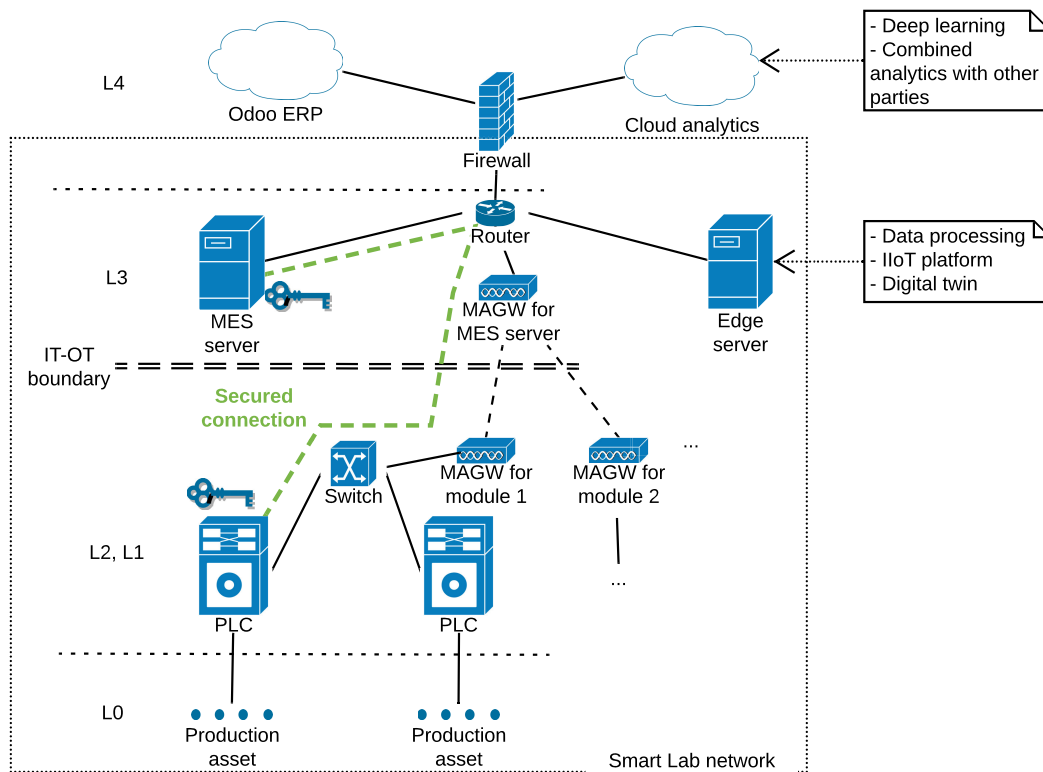 - Deep learning
- Combined
analytics with other
parties
L4
Odoo ERP
Cloud analytics
Firewall
Router
- Data processing
- IIoT platform
- Digital twin
L3
MES
server
MAGW for
MES server
Edge
server
IT-OT
boundary
Secured
connection
...
Switch
MAGW for
module 1
MAGW for
module 2
L2, L1
...
PLC
PLC
L0
Production
asset
Production
asset
Smart Lab network